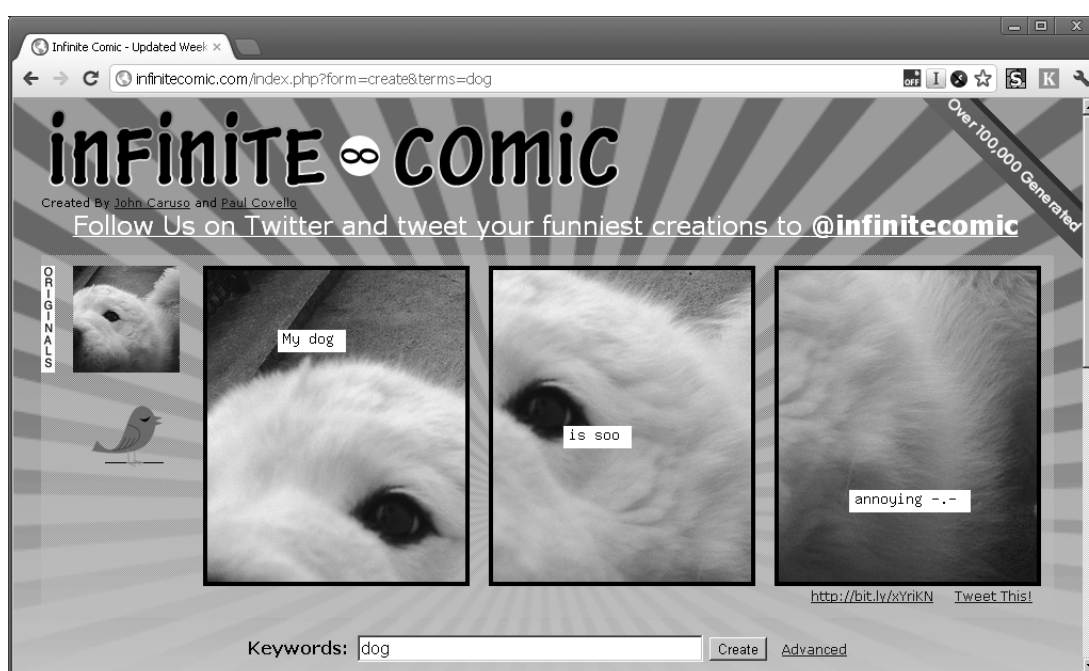 Infinite Comic - Updated Week
infinitecomic.com/index.php?form=create&terms=dog
OFF I S K
INFINITE ∞ COMIC
Over 100,000 Generated
Created By John Caruso and Paul Covello
Follow Us on Twitter and tweet your funniest creations to @infinitecomic
ORIGINALS
My dog
is soo
annoying -.-
http://bit.ly/xYriKN Tweet This!
Keywords: dog Create Advanced